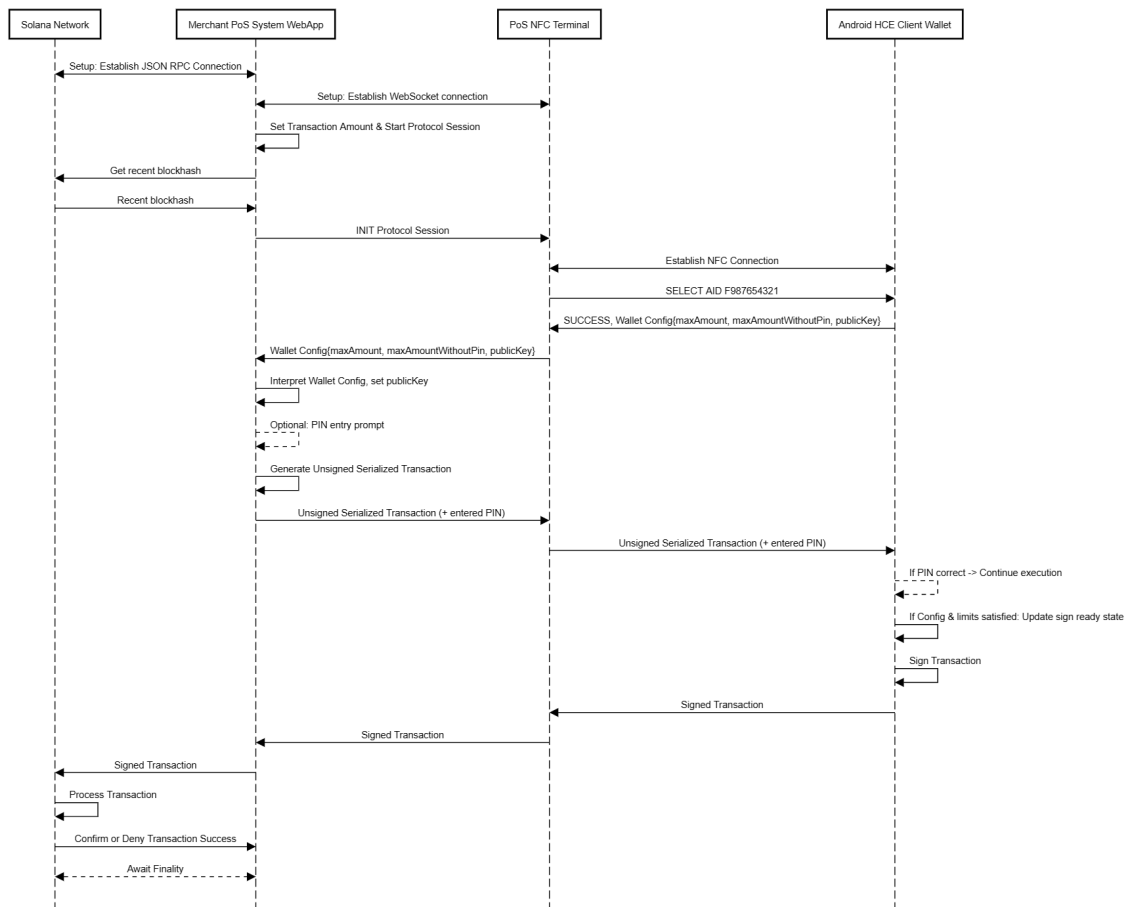 Solana Network
Merchant PoS System WebApp
PoS NFC Terminal
Android HCE Client Wallet
Setup: Establish JSON RPC Connection
Setup: Establish WebSocket connection
Set Transaction Amount & Start Protocol Session
Get recent blockhash
Recent blockhash
INIT Protocol Session
Establish NFC Connection
SELECT AID F987654321
SUCCESS, Wallet Config{maxAmount, maxAmountWithoutPin, publicKey}
Wallet Config{maxAmount, maxAmountWithoutPin, publicKey}
Interpret Wallet Config, set publicKey
Optional: PIN entry prompt
Generate Unsigned Serialized Transaction
Unsigned Serialized Transaction (+ entered PIN)
Unsigned Serialized Transaction (+ entered PIN)
If PIN correct -> Continue execution
If Config & limits satisfied: Update sign ready state
Sign Transaction
Signed Transaction
Signed Transaction
Signed Transaction
Process Transaction
Confirm or Deny Transaction Success
Await Finality